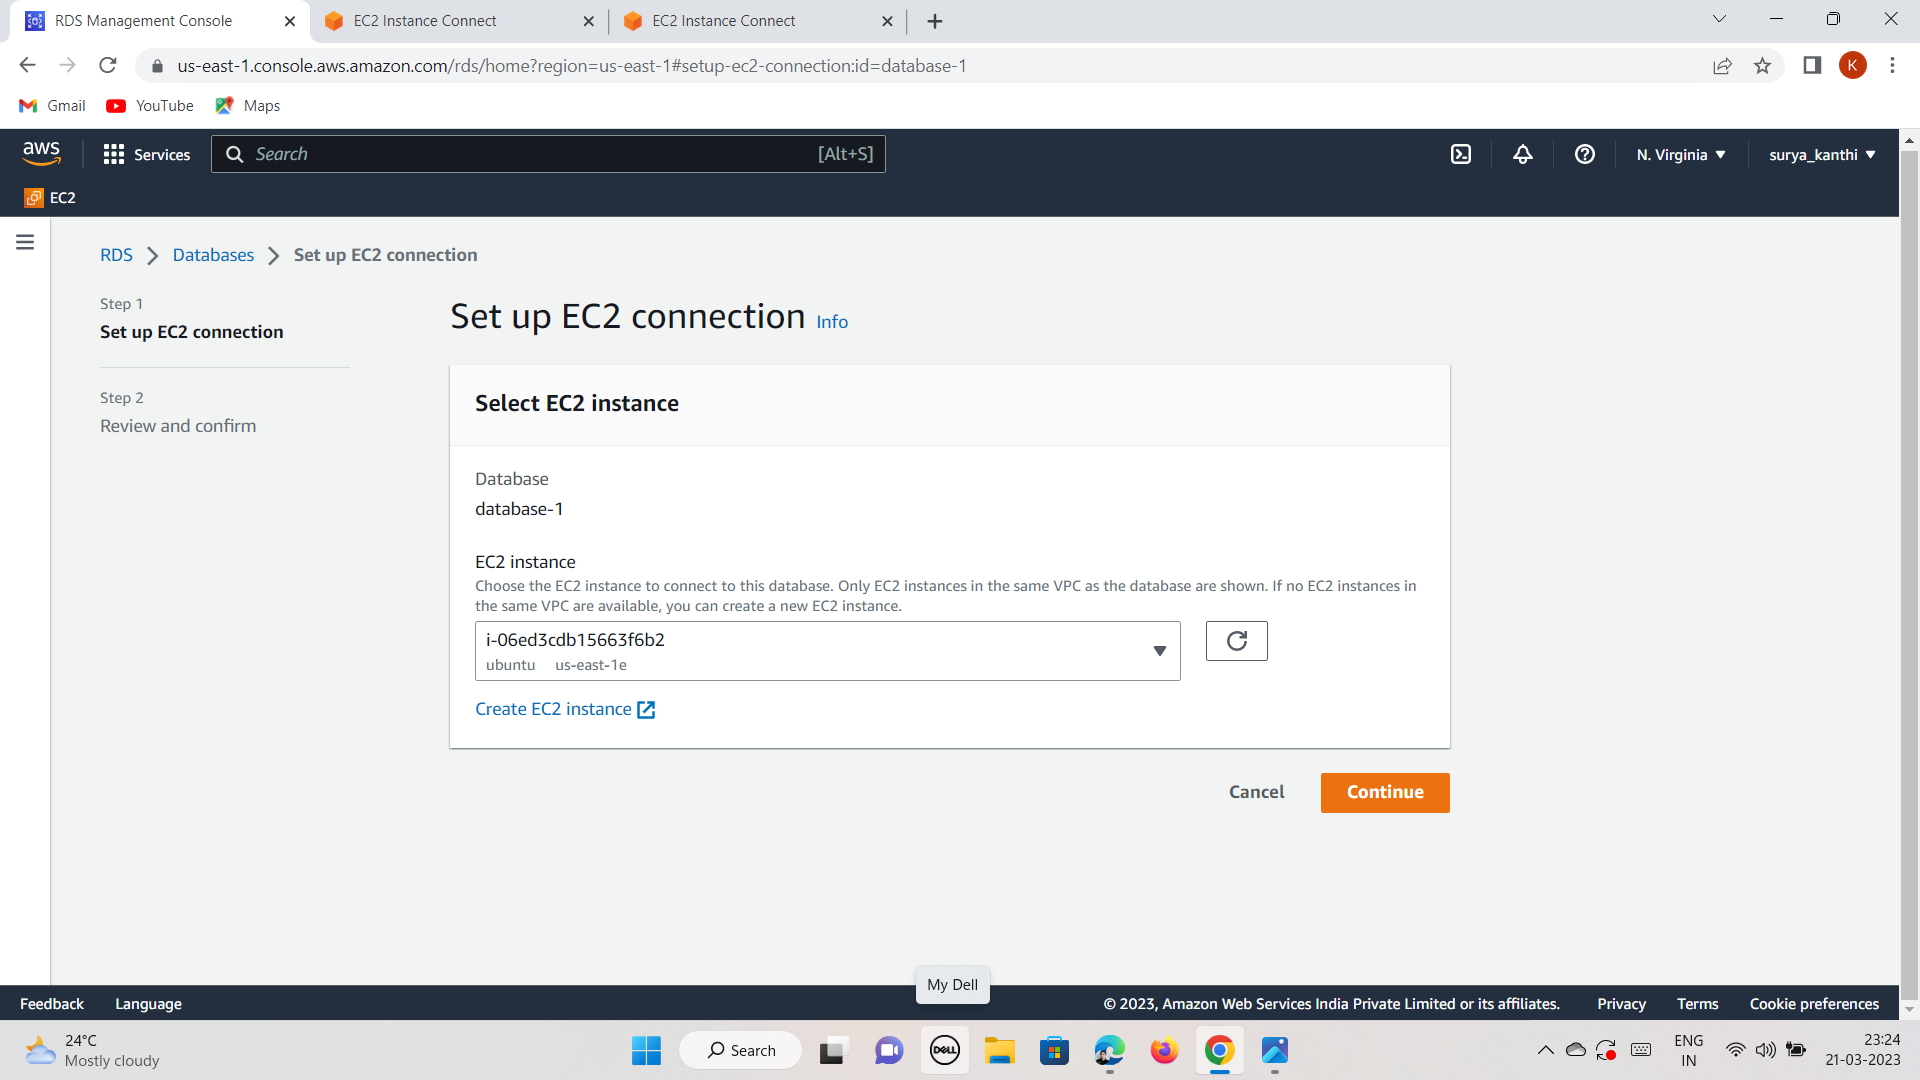 RDS Management Console
EC2 Instance Connect
EC2 Instance Connect
us-east-1.console.aws.amazon.com/rds/home?region=us-east-1#setup-ec2-connection:id=database-1
K
Gmail
YouTube
Maps
aws
Services
Search
[Alt+S]
N. Virginia
surya_kanthi
EC2
RDS
Databases
Set up EC2 connection
Step 1
Set up EC2 connection
Step 2
Review and confirm
Set up EC2 connection Info
Select EC2 instance
Database
database-1
EC2 instance
Choose the EC2 instance to connect to this database. Only EC2 instances in the same VPC as the database are shown. If no EC2 instances in
the same VPC are available, you can create a new EC2 instance.
i-06ed3cdb15663f6b2
ubuntu us-east-1e
Create EC2 instance
Cancel
Continue
My Dell
Feedback
Language
© 2023, Amazon Web Services India Private Limited or its affiliates.
Privacy
Terms
Cookie preferences
24°C
Mostly cloudy
Search
DELL
ENG
IN
23:24
21-03-2023